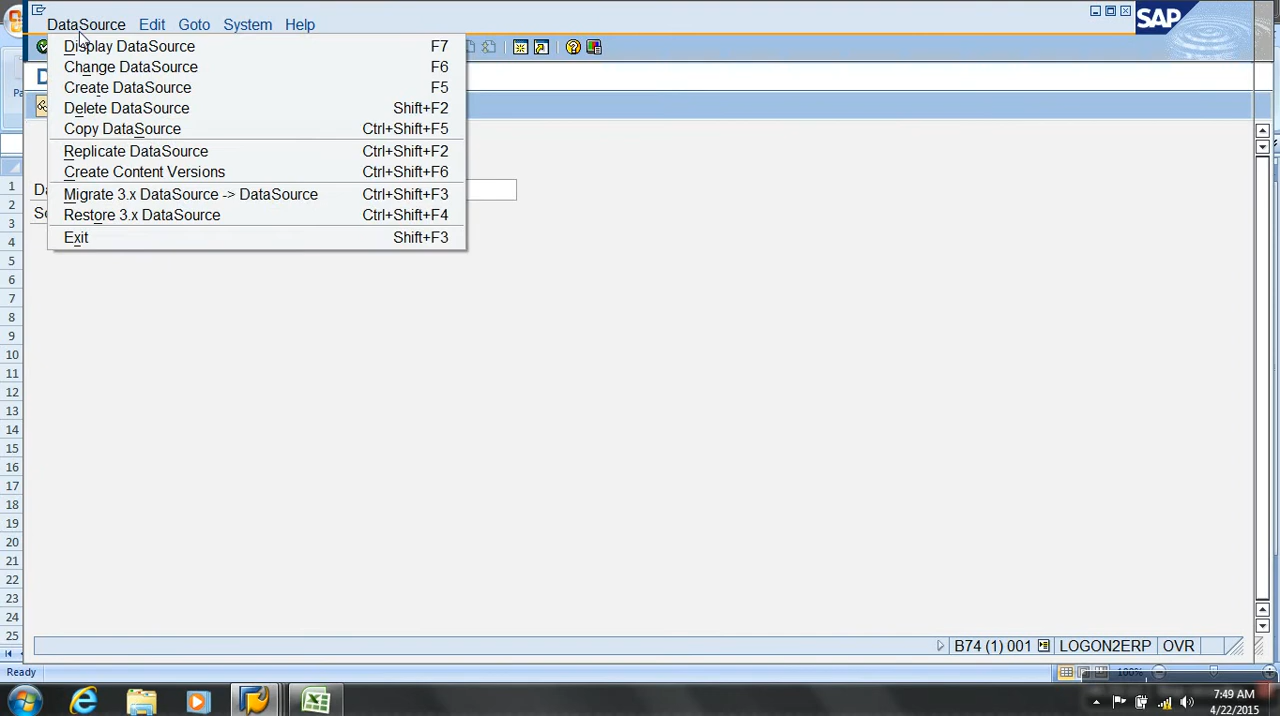 DataSource Edit Goto System Help
SAP
Display DataSource F7
Change DataSource F6
Create DataSource F5
Delete DataSource Shift+F2
Copy DataSource Ctrl+Shift+F5
Replicate DataSource Ctrl+Shift+F2
Create Content Versions Ctrl+Shift+F6
Migrate 3.x DataSource -> DataSource Ctrl+Shift+F3
Restore 3.x DataSource Ctrl+Shift+F4
Exit Shift+F3
D
Pa
Da
So
1
2
3
4
5
6
7
8
9
10
11
12
13
14
15
16
17
18
19
20
21
22
23
24
25
B74 (1) 001 LOGON2ERP OVR
Ready 100%
7:49 AM
4/22/2015